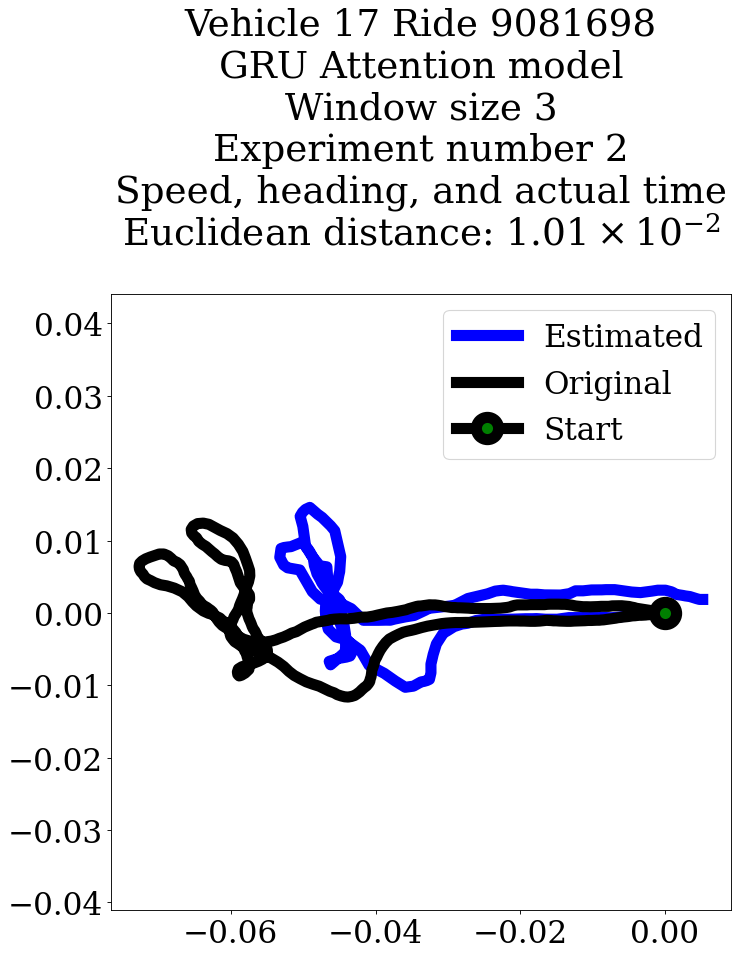 Vehicle 17 Ride 9081698
GRU Attention model
Window size 3
Experiment number 2
Speed, heading, and actual time
Euclidean distance: 1.01 × 10⁻²
Estimated
Original
Start
0.04
0.03
0.02
0.01
0.00
−0.01
−0.02
−0.03
−0.04
−0.06
−0.04
−0.02
0.00